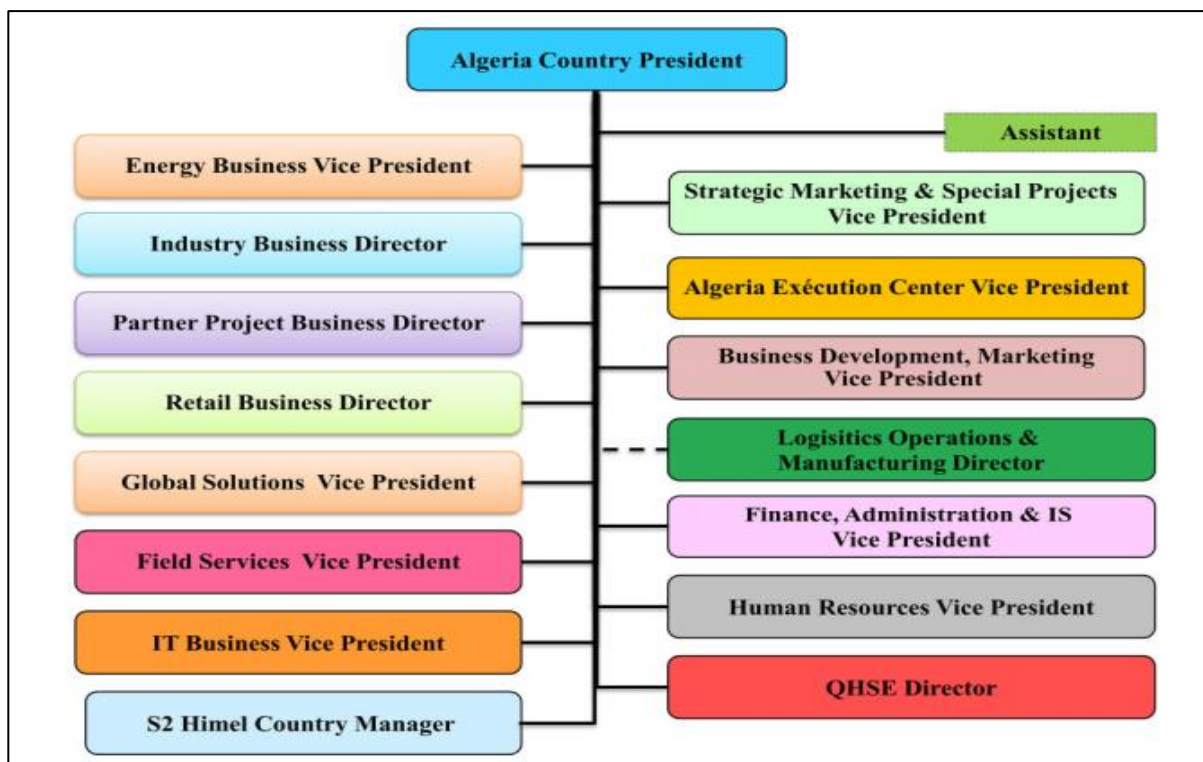 Algeria Country President
Assistant
Energy Business Vice President
Industry Business Director
Partner Project Business Director
Retail Business Director
Global Solutions Vice President
Field Services Vice President
IT Business Vice President
S2 Himel Country Manager
Strategic Marketing & Special Projects
Vice President
Algeria Exécution Center Vice President
Business Development, Marketing
Vice President
Logisitics Operations &
Manufacturing Director
Finance, Administration & IS
Vice President
Human Resources Vice President
QHSE Director